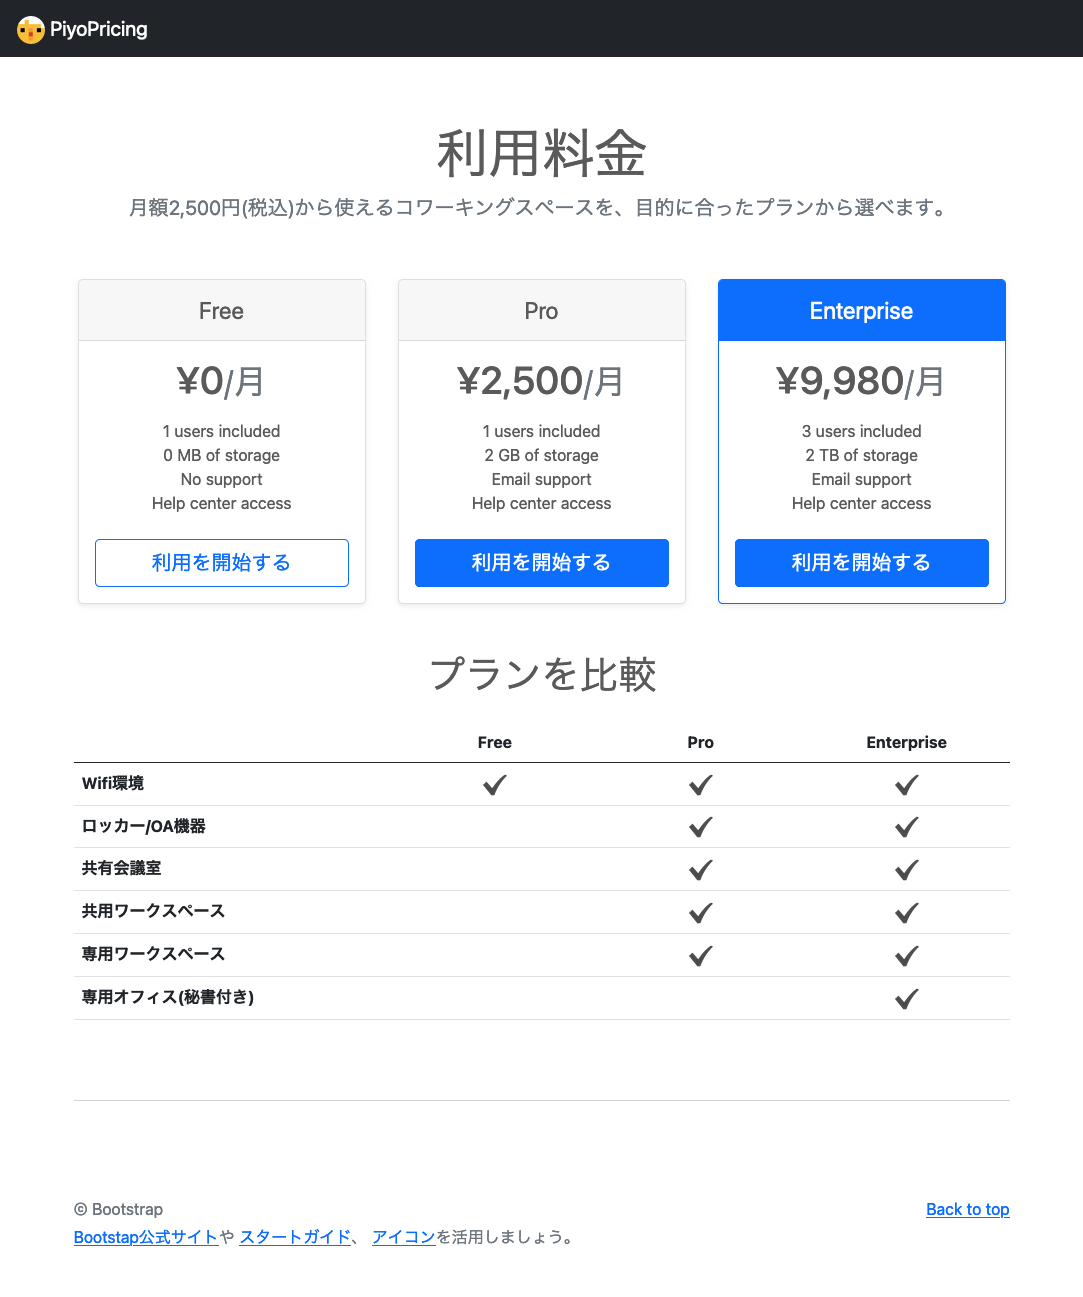 PiyoPricing
利用料金
月額2,500円(税込)から使えるコワーキングスペースを、目的に合ったプランから選べます。
Free
¥0/月
1 users included
0 MB of storage
No support
Help center access
利用を開始する
Pro
¥2,500/月
1 users included
2 GB of storage
Email support
Help center access
利用を開始する
Enterprise
¥9,980/月
3 users included
2 TB of storage
Email support
Help center access
利用を開始する
プランを比較
Free Pro Enterprise
Wifi環境
ロッカー/OA機器
共有会議室
共用ワークスペース
専用ワークスペース
専用オフィス(秘書付き)
© Bootstrap
Back to top
Bootstap公式サイトや スタートガイド、 アイコンを活用しましょう。